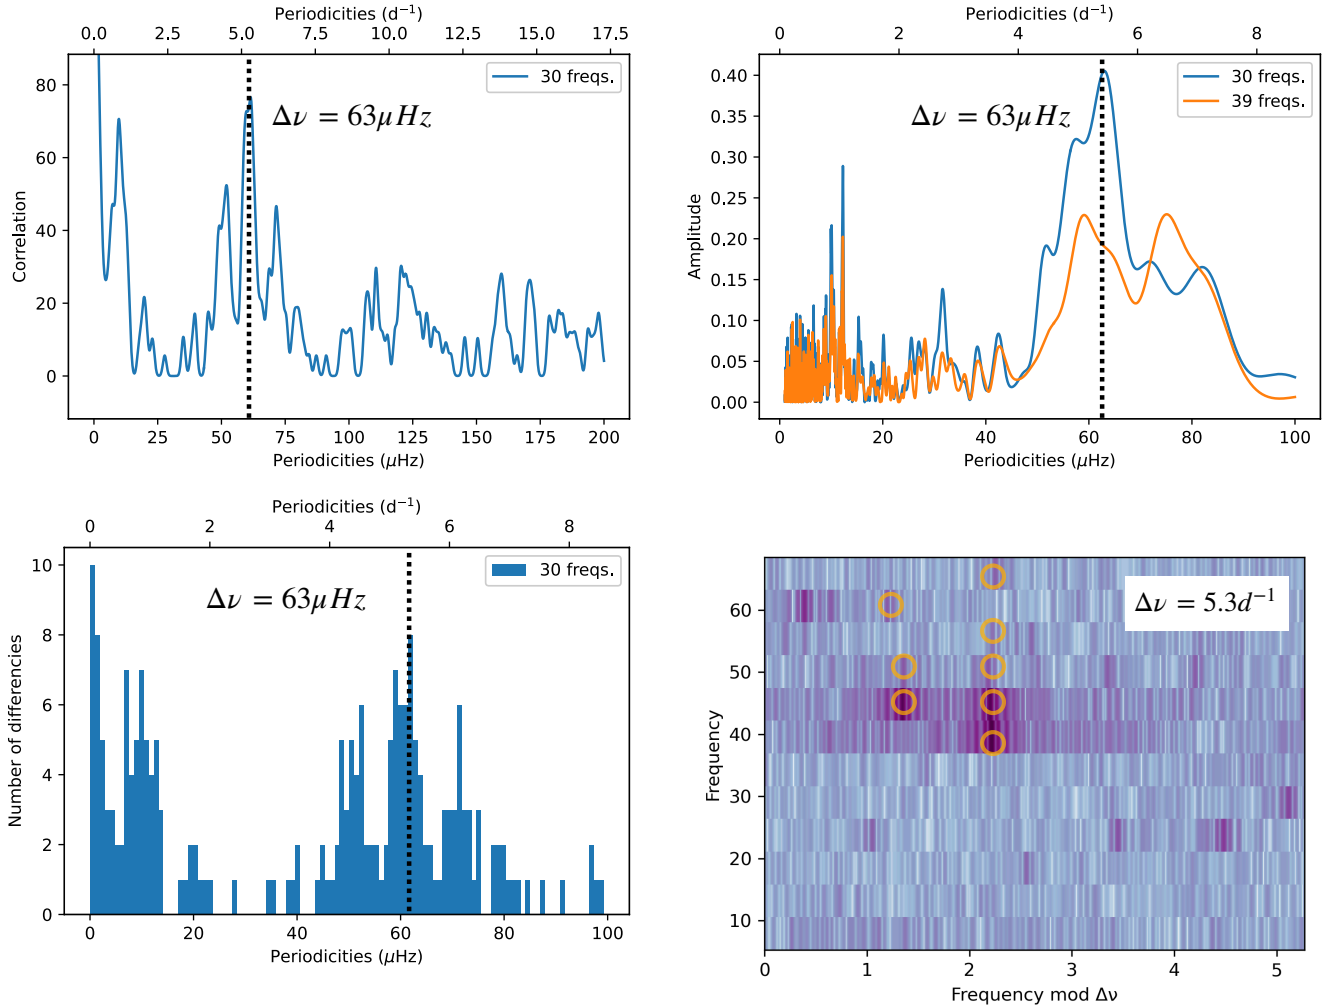 Periodicities (d⁻¹)
0.0 2.5 5.0 7.5 10.0 12.5 15.0 17.5
30 freqs.
Δν = 63μHz
Correlation
80
60
40
20
0
0 25 50 75 100 125 150 175 200
Periodicities (μHz)
Periodicities (d⁻¹)
0 2 4 6 8
30 freqs.
39 freqs.
Δν = 63μHz
Amplitude
0.40
0.35
0.30
0.25
0.20
0.15
0.10
0.05
0.00
0 20 40 60 80 100
Periodicities (μHz)
Periodicities (d⁻¹)
0 2 4 6 8
30 freqs.
Δν = 63μHz
Number of differencies
10
8
6
4
2
0
0 20 40 60 80 100
Periodicities (μHz)
Δν = 5.3d⁻¹
Frequency
60
50
40
30
20
10
0 1 2 3 4 5
Frequency mod Δν